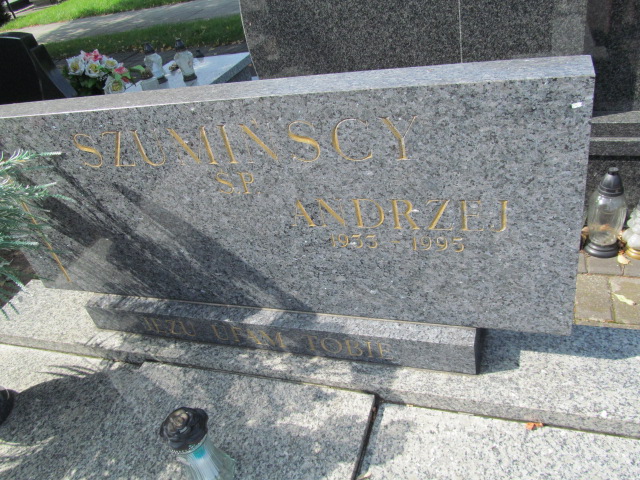 SZUMIŃSCY
ŚP
ANDRZEJ
1955 - 1995
JEZU UFAM TOBIE